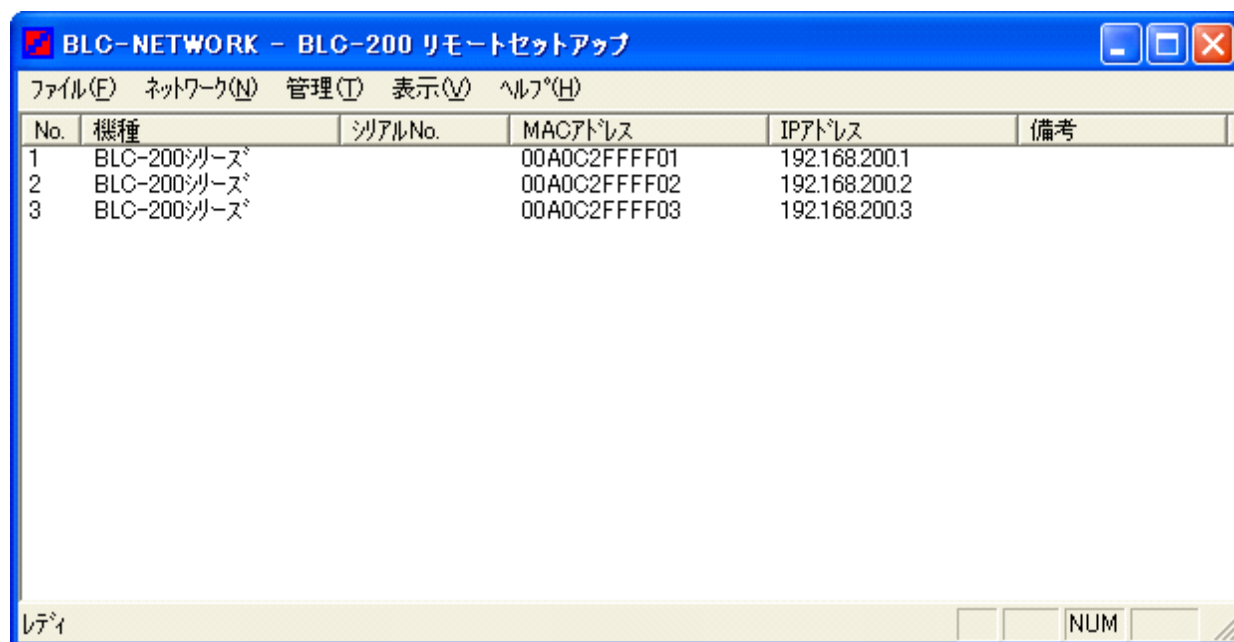 BLC-NETWORK - BLC-200 リモートセットアップ
ファイル(F) ネットワーク(N) 管理(T) 表示(V) ヘルプ(H)
No. 機種 シリアルNo. MACアドレス IPアドレス 備考
1 BLC-200シリーズ 00A0C2FFFF01 192.168.200.1
2 BLC-200シリーズ 00A0C2FFFF02 192.168.200.2
3 BLC-200シリーズ 00A0C2FFFF03 192.168.200.3
レディ NUM